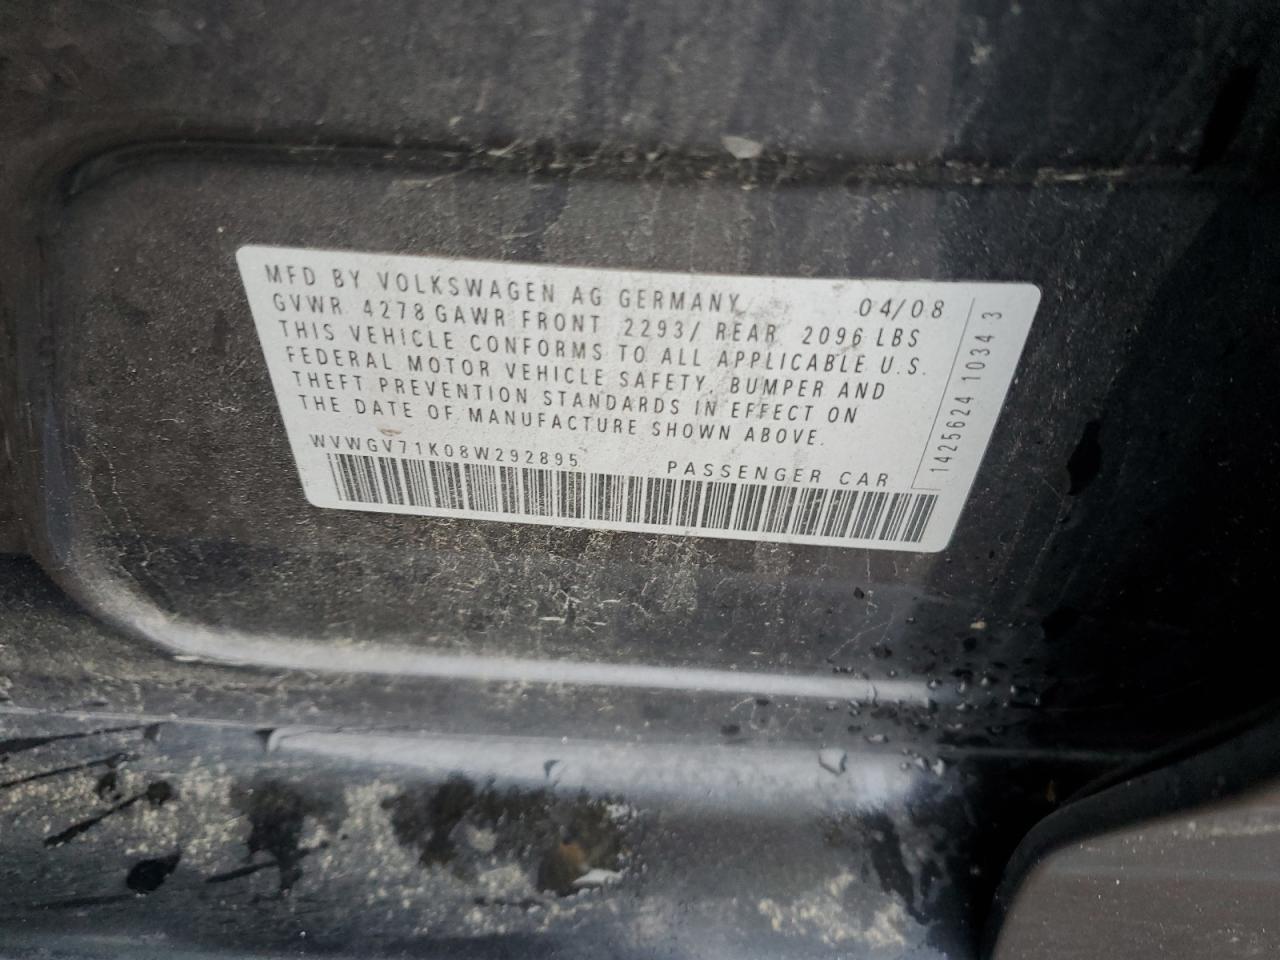 MFD BY VOLKSWAGEN AG GERMANY 04/08
GVWR 4278 GAWR FRONT 2293/ REAR 2096 LBS
THIS VEHICLE CONFORMS TO ALL APPLICABLE U.S.
FEDERAL MOTOR VEHICLE SAFETY, BUMPER AND
THEFT PREVENTION STANDARDS IN EFFECT ON
THE DATE OF MANUFACTURE SHOWN ABOVE.
WVWGV71K08W292895 PASSENGER CAR
1425624 1034 3